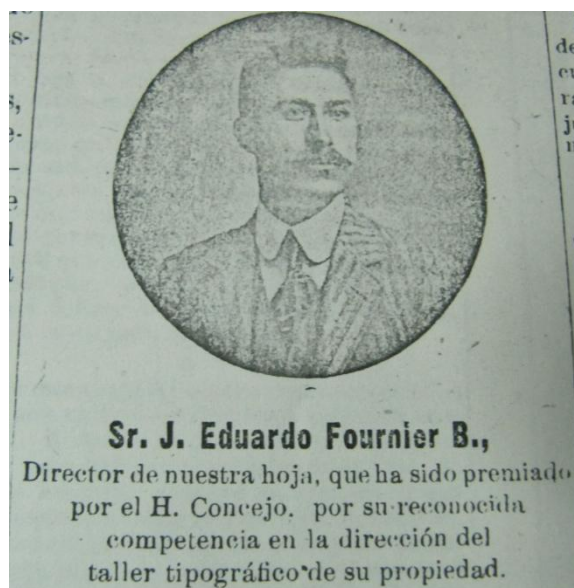 Sr. J. Eduardo Fournier B.,
Director de nuestra hoja, que ha sido premiado
por el H. Concejo. por su reconocida
competencia en la dirección del
taller tipográfico de su propiedad.